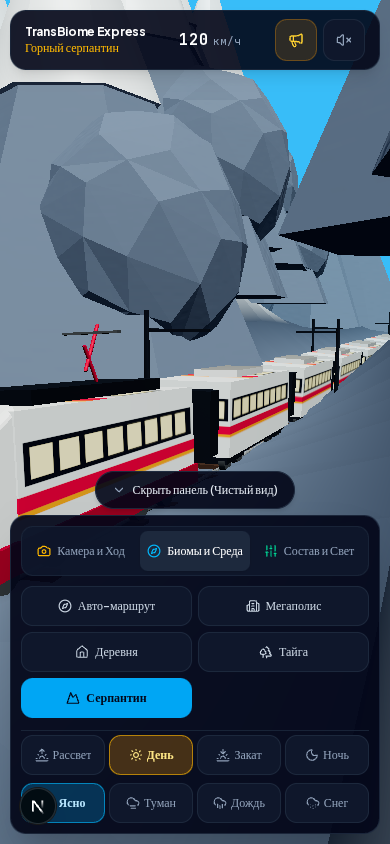 TransBiome Express
Горный серпантин
120 км/ч
Скрыть панель (Чистый вид)
Камера и Ход
Биомы и Среда
Состав и Свет
Авто-маршрут
Мегаполис
Деревня
Тайга
Серпантин
Рассвет
День
Закат
Ночь
N
Ясно
Туман
Дождь
Снег